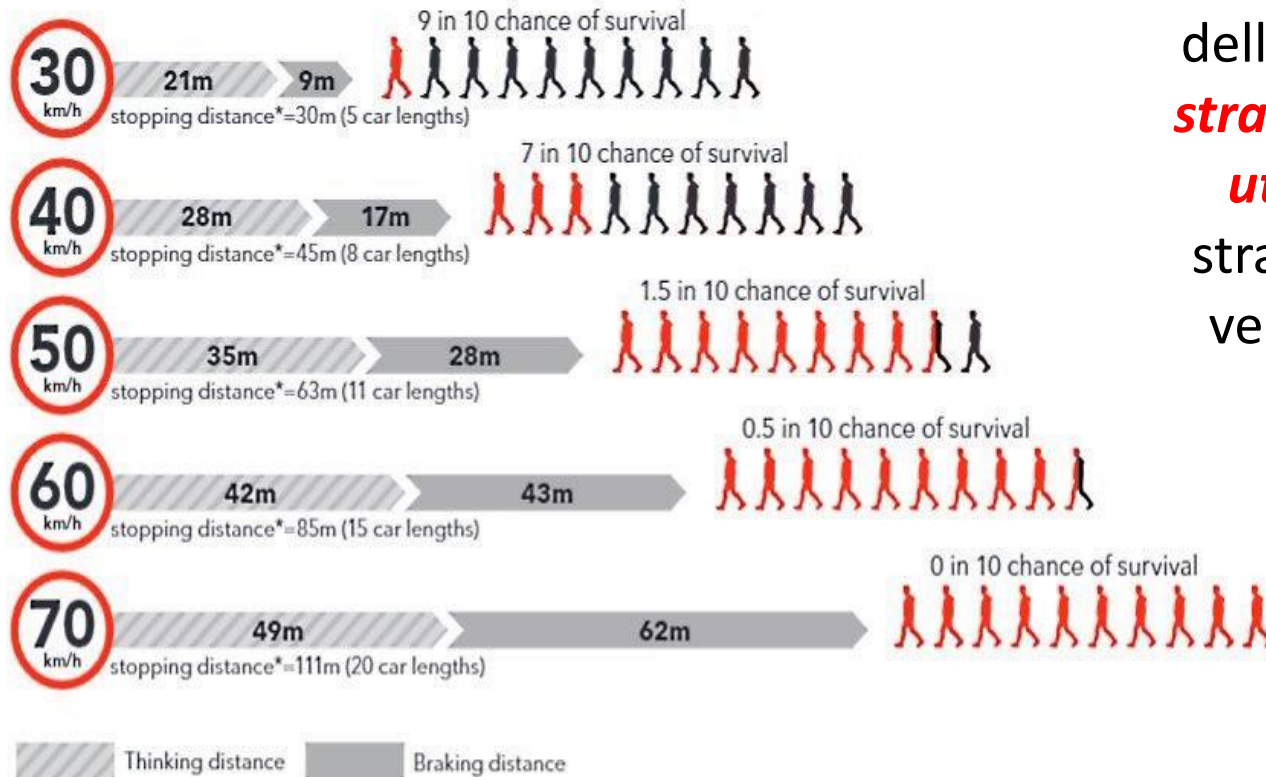 9 in 10 chance of survival
30
km/h
21m
9m
stopping distance*=30m (5 car lengths)
7 in 10 chance of survival
40
km/h
28m
17m
stopping distance*=45m (8 car lengths)
1.5 in 10 chance of survival
50
km/h
35m
28m
stopping distance*=63m (11 car lengths)
0.5 in 10 chance of survival
60
km/h
42m
43m
stopping distance*=85m (15 car lengths)
0 in 10 chance of survival
70
km/h
49m
62m
stopping distance*=111m (20 car lengths)
Thinking distance
Braking distance
dell
stra
ut
stra
ve